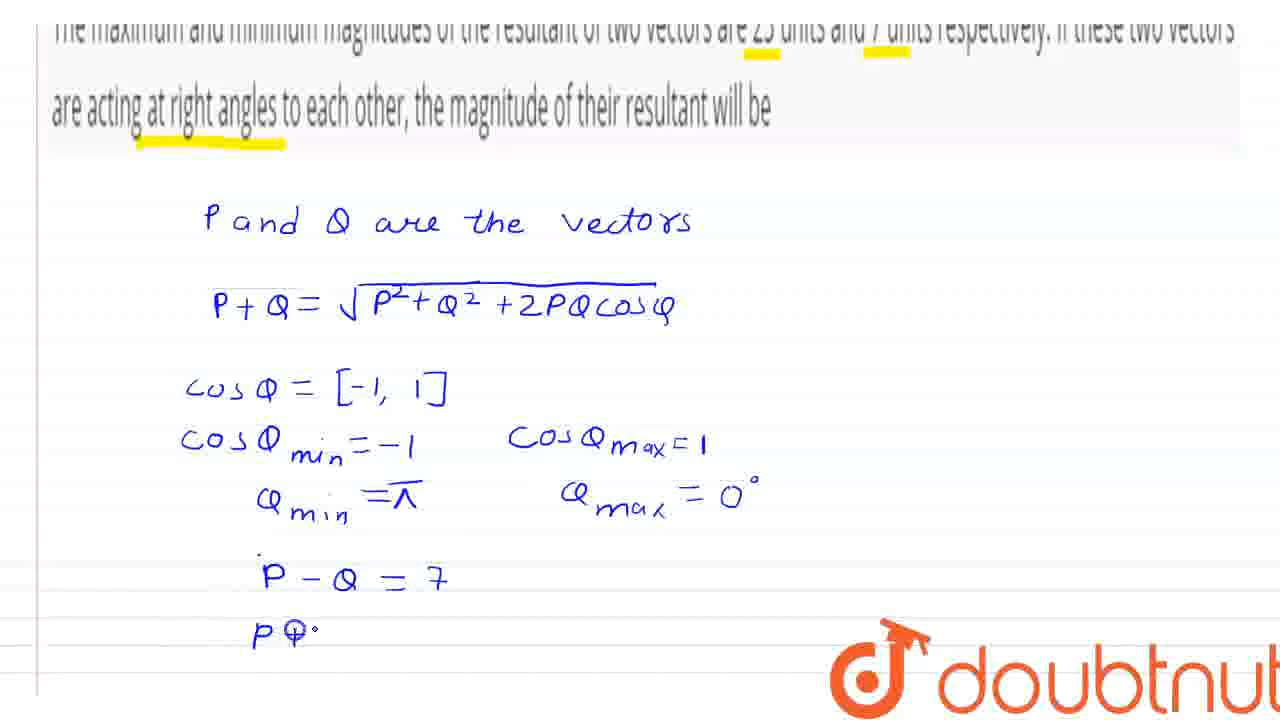 The maximum and minimum magnitudes of the resultant of two vectors are 25 units and 7 units respectively. If these two vectors
are acting at right angles to each other, the magnitude of their resultant will be
P and Q are the vectors
P + Q = √P² + Q² + 2PQ cosθ
cos θ = [-1, 1]
cos θ min = -1 cos θ max = 1
θ min = π θ max = 0°
P - Q = 7
P +
doubtnut